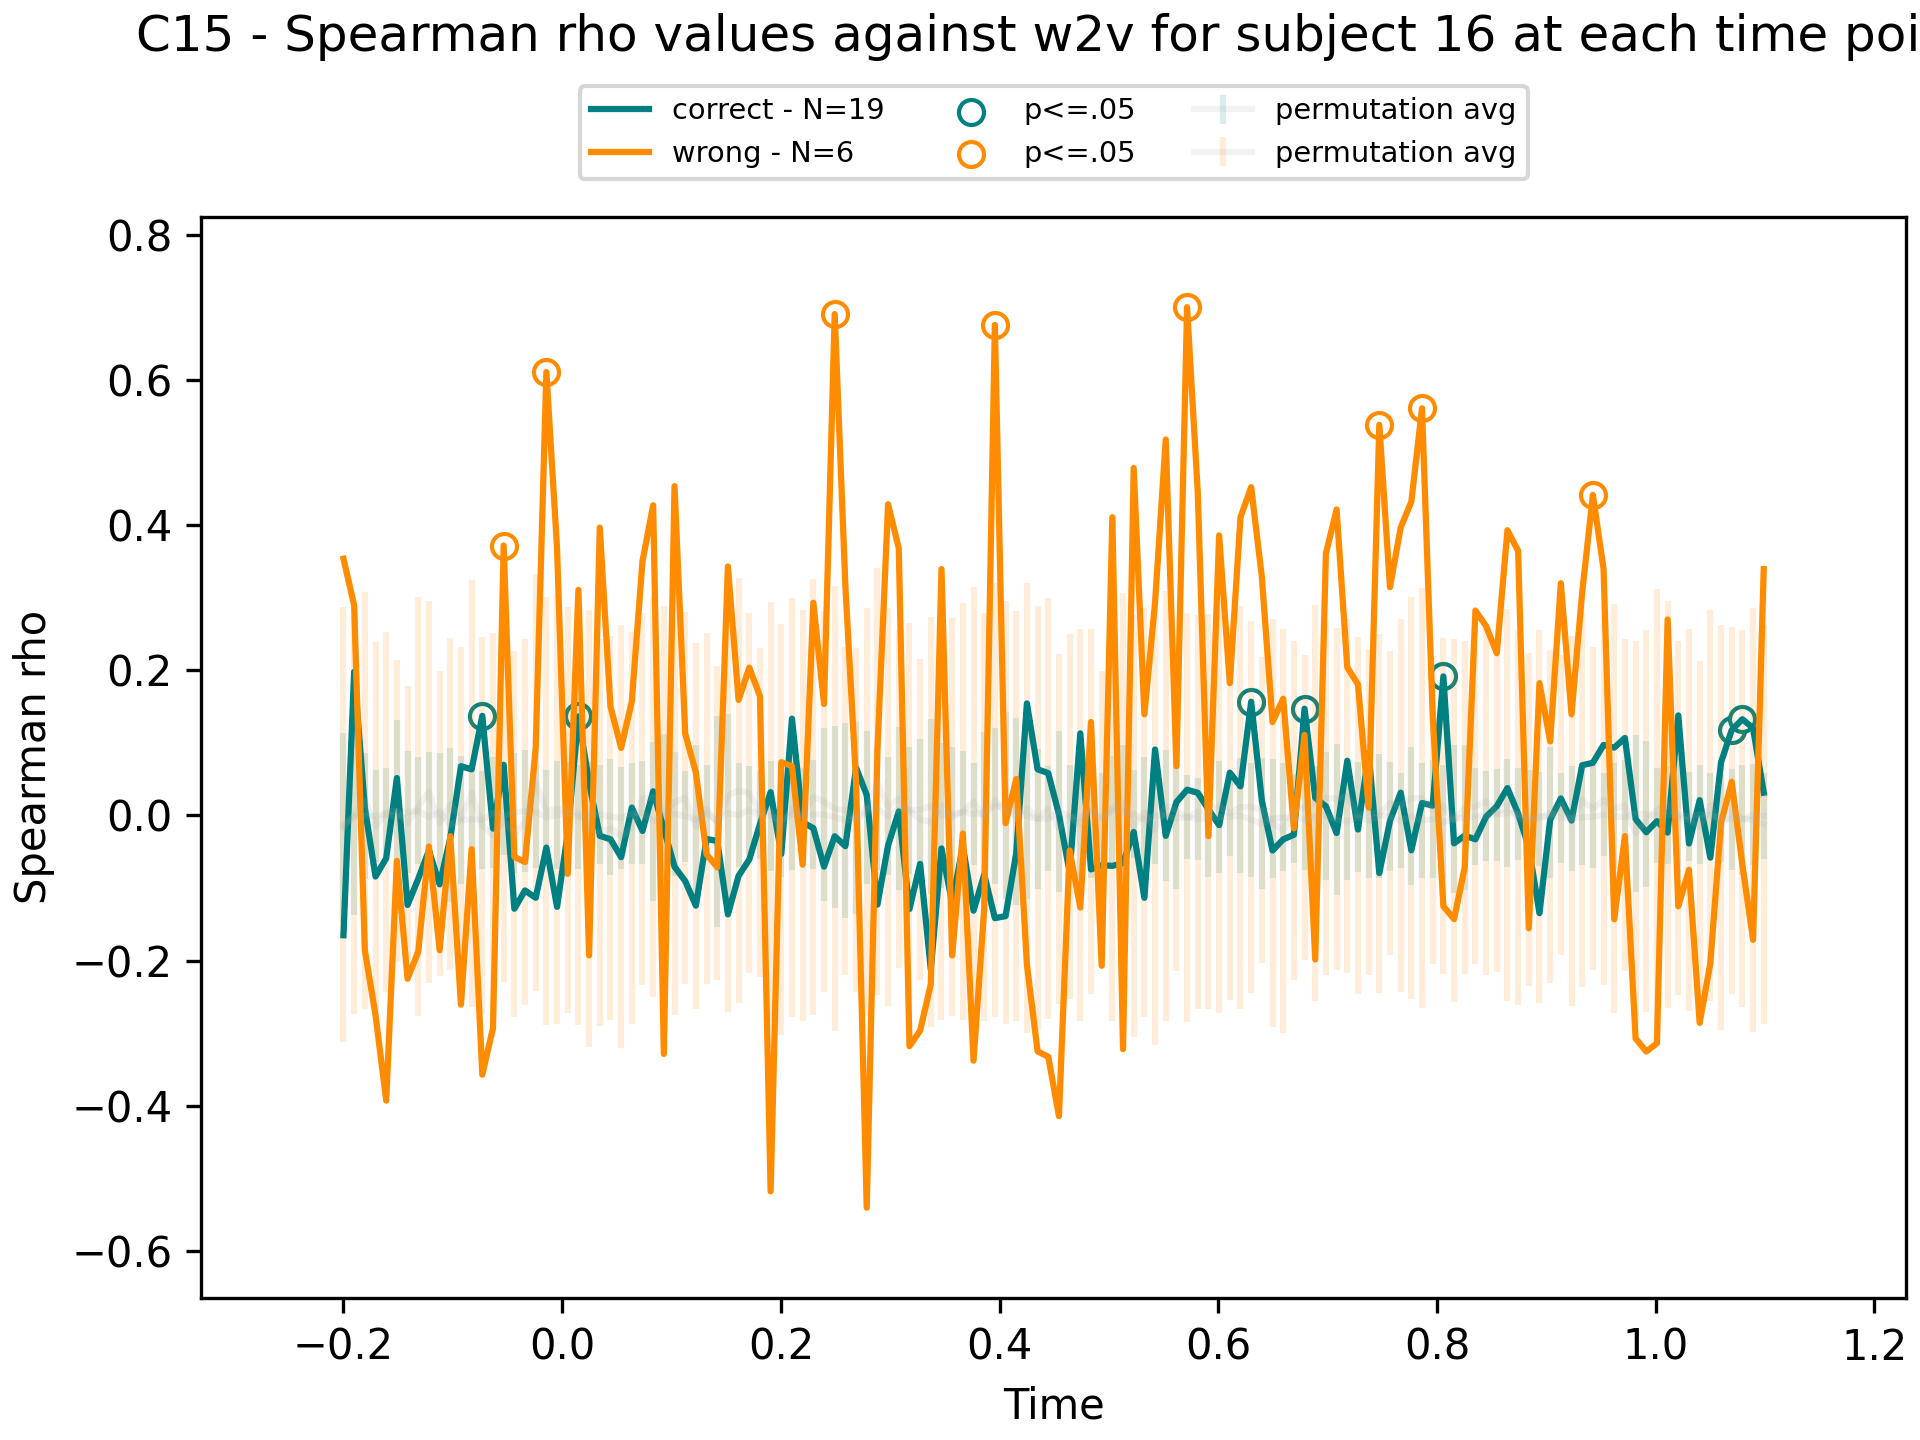 C15 - Spearman rho values against w2v for subject 16 at each time poi
correct - N=19
wrong - N=6
p<=.05
p<=.05
permutation avg
permutation avg
0.8
0.6
0.4
0.2
0.0
−0.2
−0.4
−0.6
Spearman rho
−0.2 0.0 0.2 0.4 0.6 0.8 1.0 1.2
Time